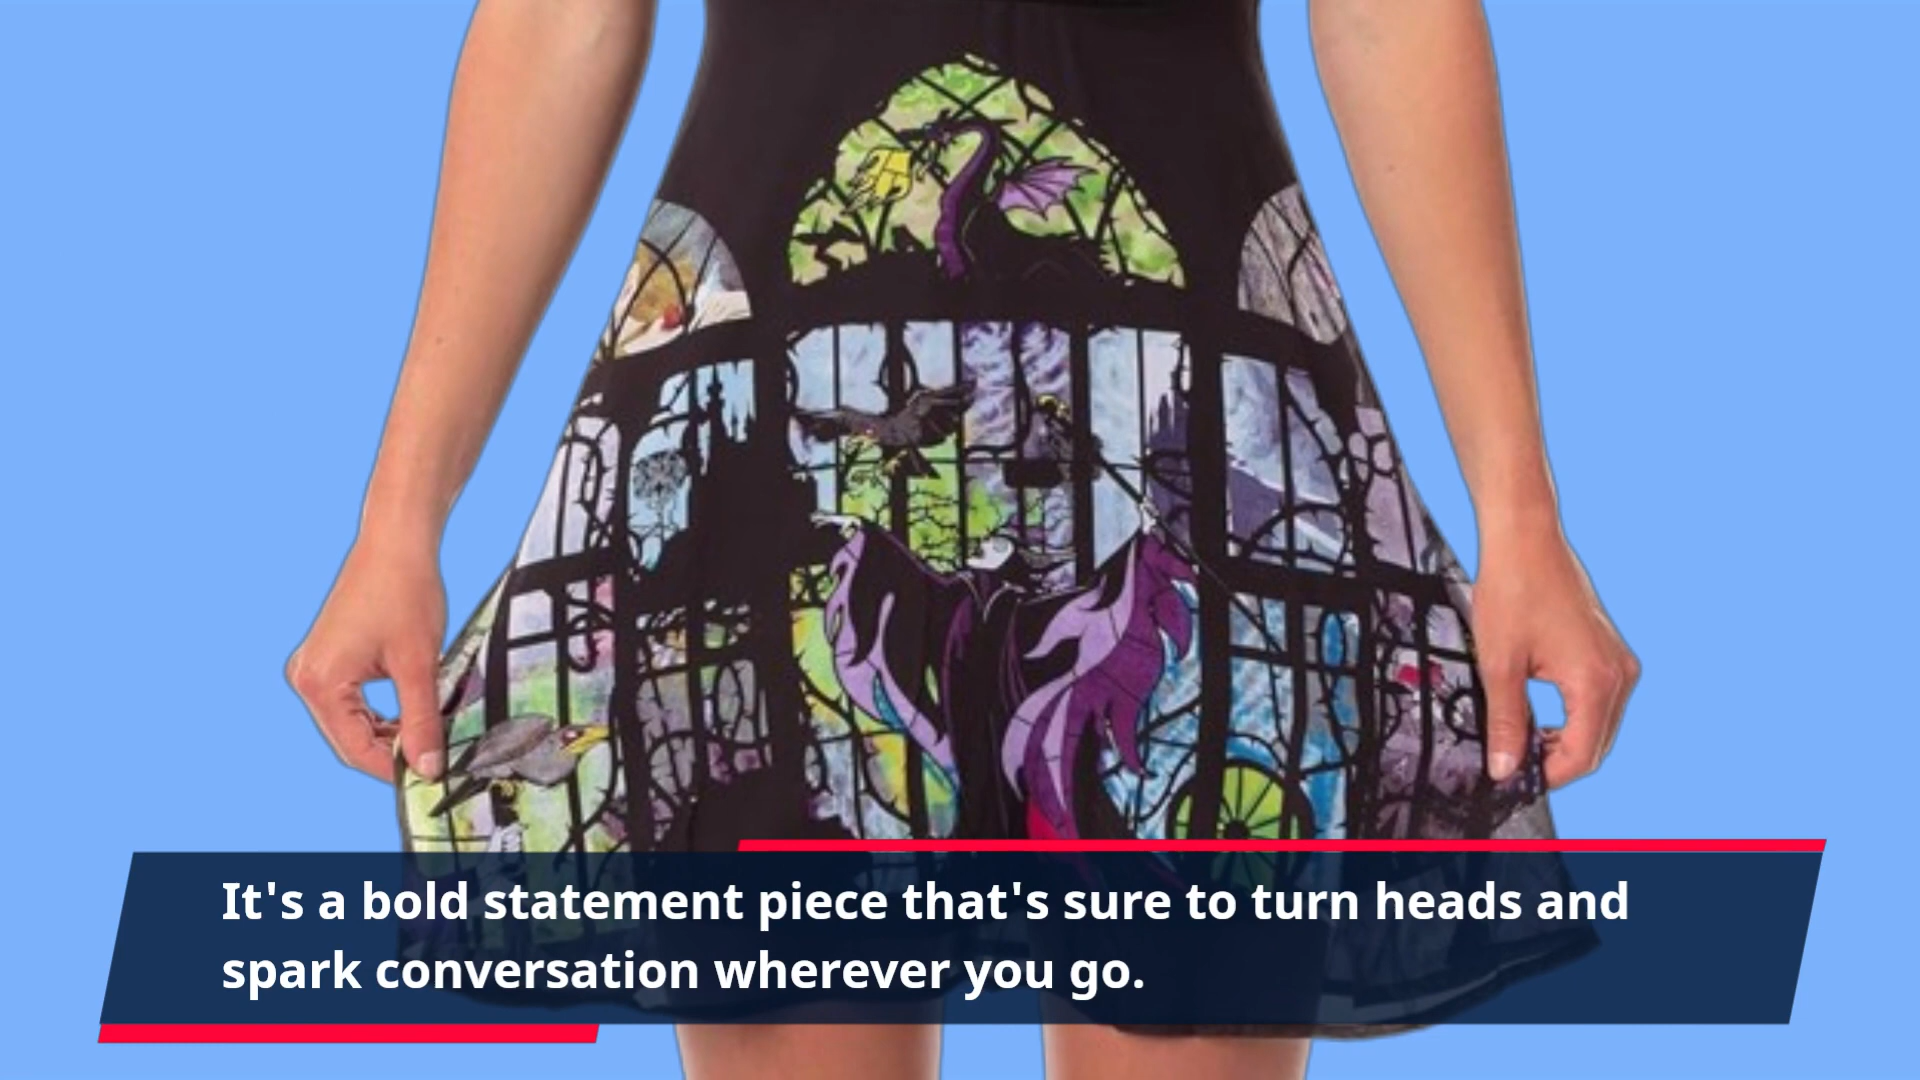 It's a bold statement piece that's sure to turn heads and
spark conversation wherever you go.